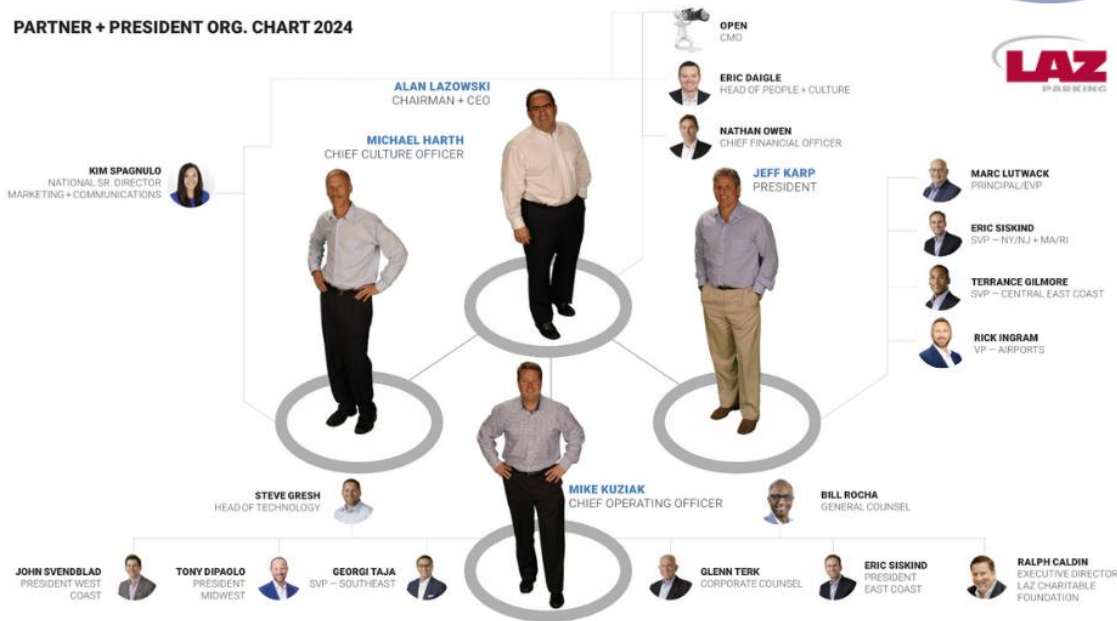 PARTNER + PRESIDENT ORG. CHART 2024
OPEN
CMO
LAZ
PARKING
ERIC DAIGLE
HEAD OF PEOPLE + CULTURE
ALAN LAZOWSKI
CHAIRMAN + CEO
NATHAN OWEN
CHIEF FINANCIAL OFFICER
MICHAEL HARTH
CHIEF CULTURE OFFICER
KIM SPAGNULO
NATIONAL SR. DIRECTOR
MARKETING + COMMUNICATIONS
JEFF KARP
PRESIDENT
MARC LUTWACK
PRINCIPAL/EVP
ERIC SISKIND
SVP — NY/NJ + MA/RI
TERRANCE GILMORE
SVP — CENTRAL EAST COAST
RICK INGRAM
VP — AIRPORTS
STEVE GRESH
HEAD OF TECHNOLOGY
MIKE KUZIAK
CHIEF OPERATING OFFICER
BILL ROCHA
GENERAL COUNSEL
JOHN SVENDBLAD
PRESIDENT WEST
COAST
TONY DIPAOLO
PRESIDENT
MIDWEST
GEORGI TAJA
SVP — SOUTHEAST
GLENN TERK
CORPORATE COUNSEL
ERIC SISKIND
PRESIDENT
EAST COAST
RALPH CALDIN
EXECUTIVE DIRECTOR
LAZ CHARITABLE
FOUNDATION